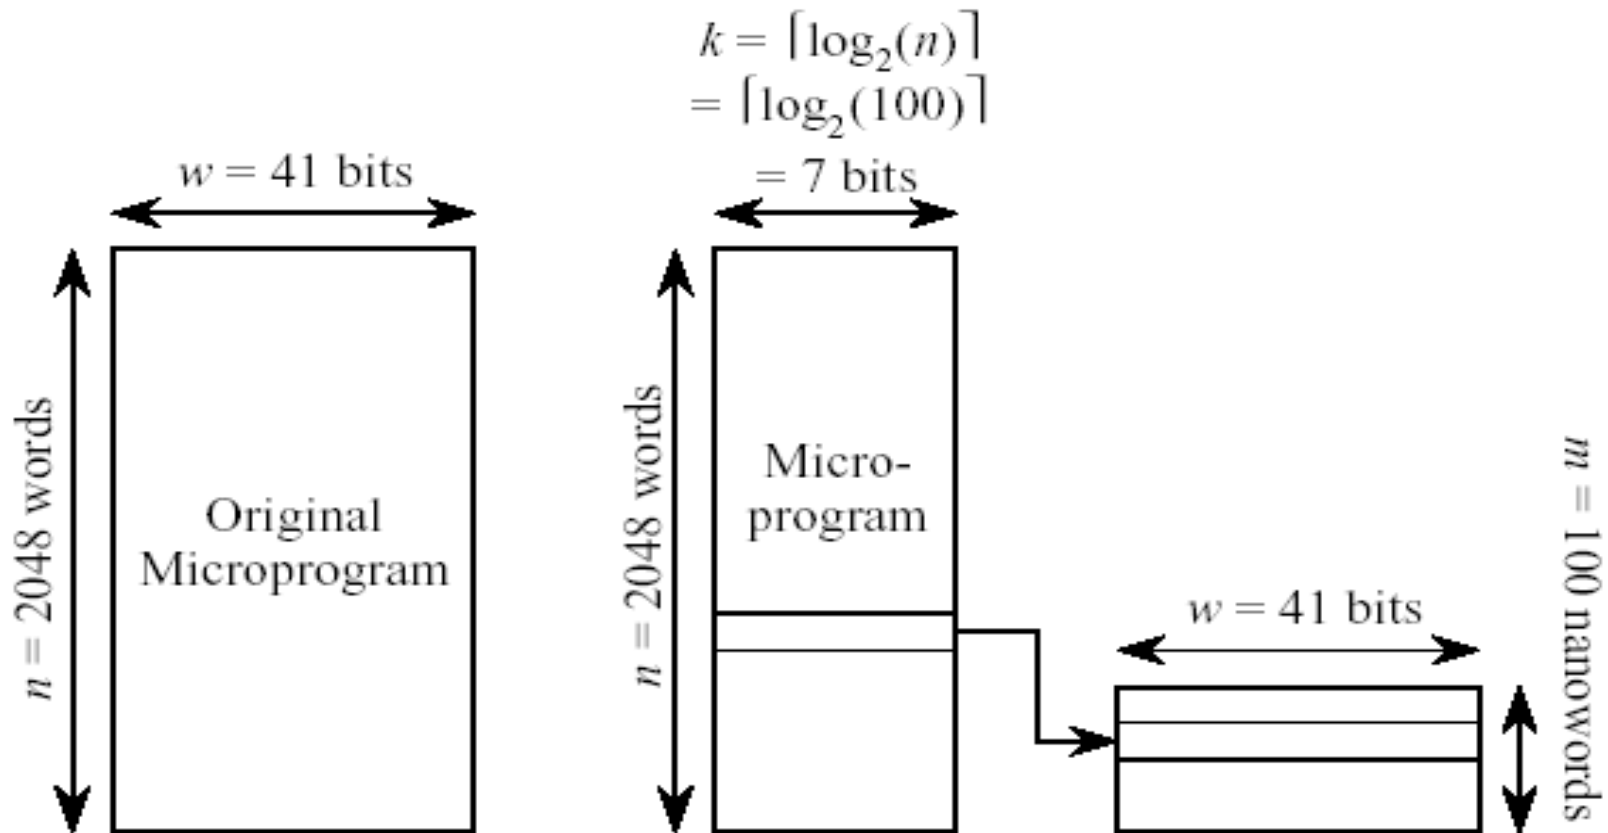 w = 41 bits
n = 2048 words
Original
Microprogram
k = ⌈log₂(n)⌉
= ⌈log₂(100)⌉
= 7 bits
n = 2048 words
Micro-
program
w = 41 bits
m = 100 nanowords